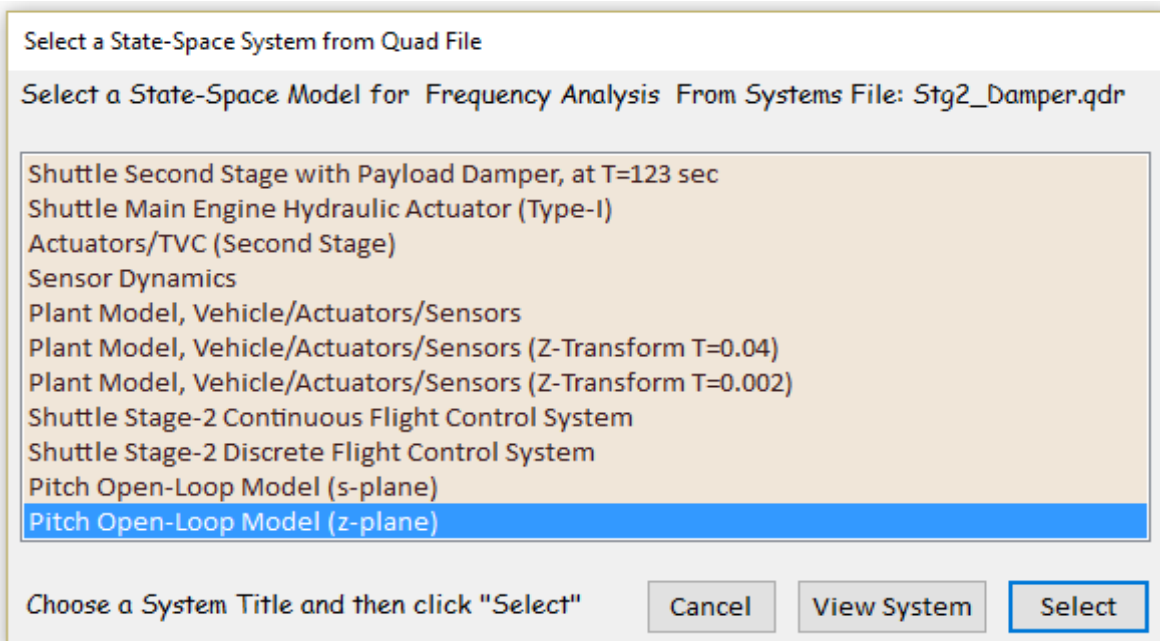 Select a State-Space System from Quad File
Select a State-Space Model for Frequency Analysis From Systems File: Stg2_Damper.qdr
Shuttle Second Stage with Payload Damper, at T=123 sec
Shuttle Main Engine Hydraulic Actuator (Type-I)
Actuators/TVC (Second Stage)
Sensor Dynamics
Plant Model, Vehicle/Actuators/Sensors
Plant Model, Vehicle/Actuators/Sensors (Z-Transform T=0.04)
Plant Model, Vehicle/Actuators/Sensors (Z-Transform T=0.002)
Shuttle Stage-2 Continuous Flight Control System
Shuttle Stage-2 Discrete Flight Control System
Pitch Open-Loop Model (s-plane)
Pitch Open-Loop Model (z-plane)
Choose a System Title and then click "Select" Cancel View System Select